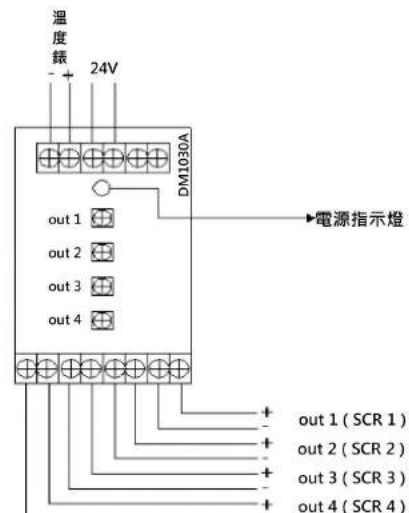 溫度錶
- + 24V
DM1030A
電源指示燈
out 1
out 2
out 3
out 4
+
- out 1 ( SCR 1 )
+
- out 2 ( SCR 2 )
+
- out 3 ( SCR 3 )
+ out 4 ( SCR 4 )